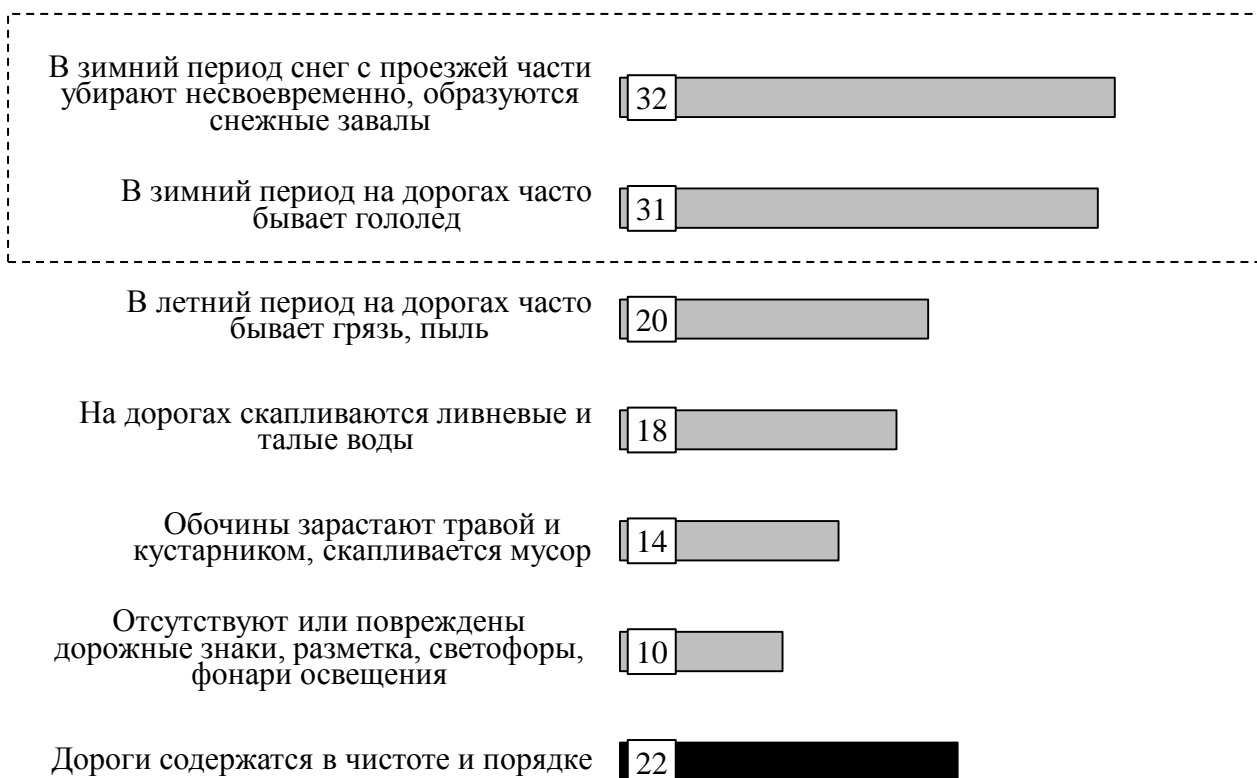 В зимний период снег с проезжей части
убирают несвоевременно, образуются
снежные завалы
32
В зимний период на дорогах часто
бывает гололед
31
В летний период на дорогах часто
бывает грязь, пыль
20
На дорогах скапливаются ливневые и
талые воды
18
Обочины зарастают травой и
кустарником, скапливается мусор
14
Отсутствуют или повреждены
дорожные знаки, разметка, светофоры,
фонари освещения
10
Дороги содержатся в чистоте и порядке
22